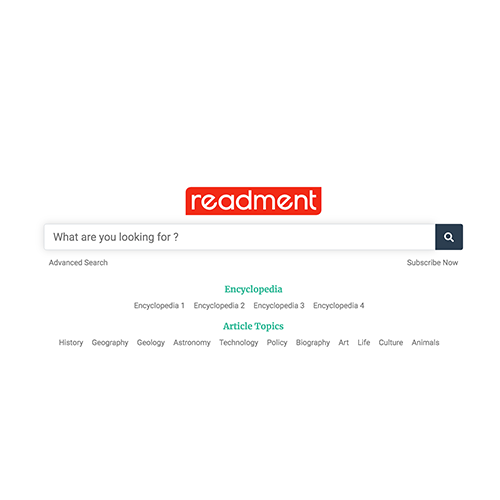 readment
What are you looking for ?
Advanced Search Subscribe Now
Encyclopedia
Encyclopedia 1 Encyclopedia 2 Encyclopedia 3 Encyclopedia 4
Article Topics
History Geography Geology Astronomy Technology Policy Biography Art Life Culture Animals